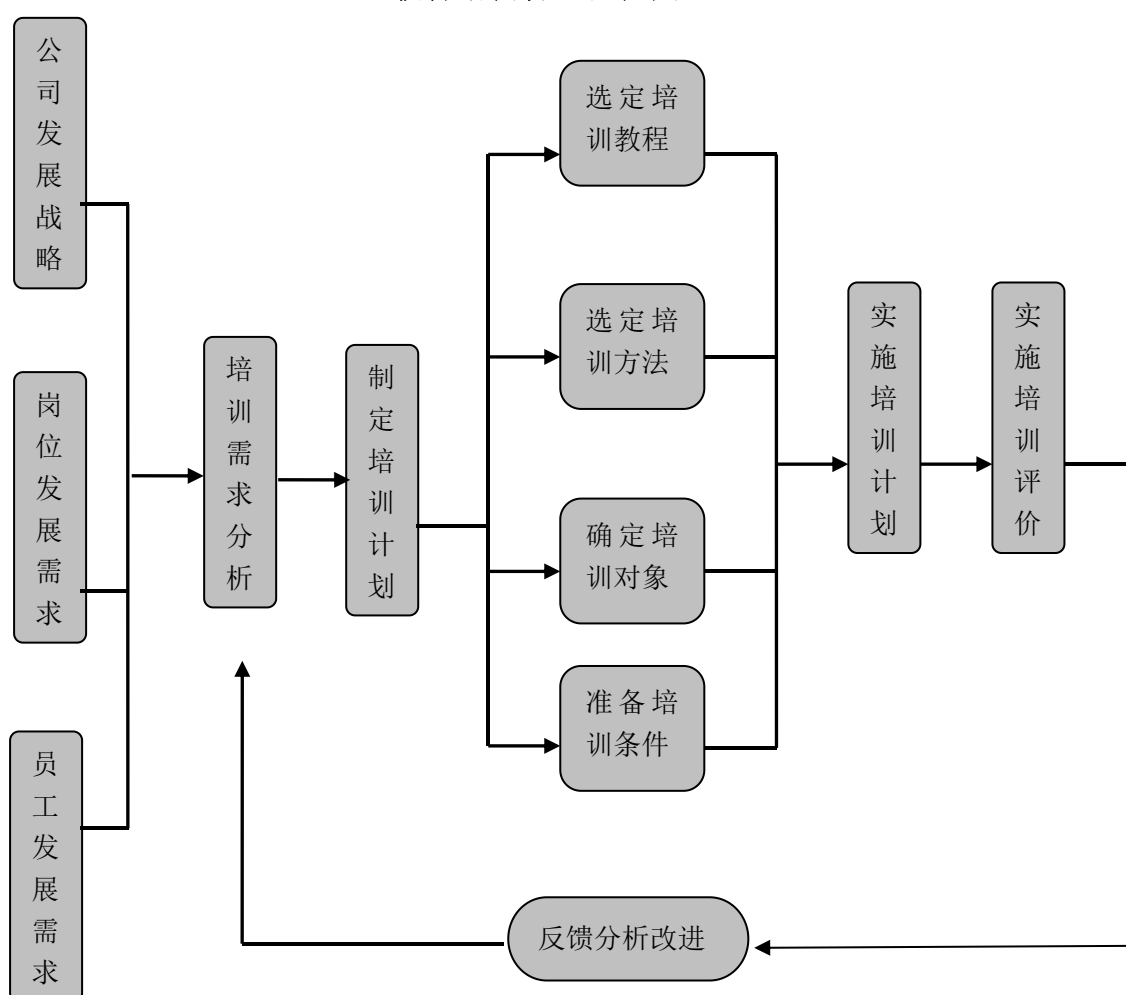 公司发展战略
岗位发展需求
员工发展需求
培训需求分析
制定培训计划
选定培
训教程
选定培
训方法
确定培
训对象
准备培
训条件
实施培训计划
实施培训评价
反馈分析改进